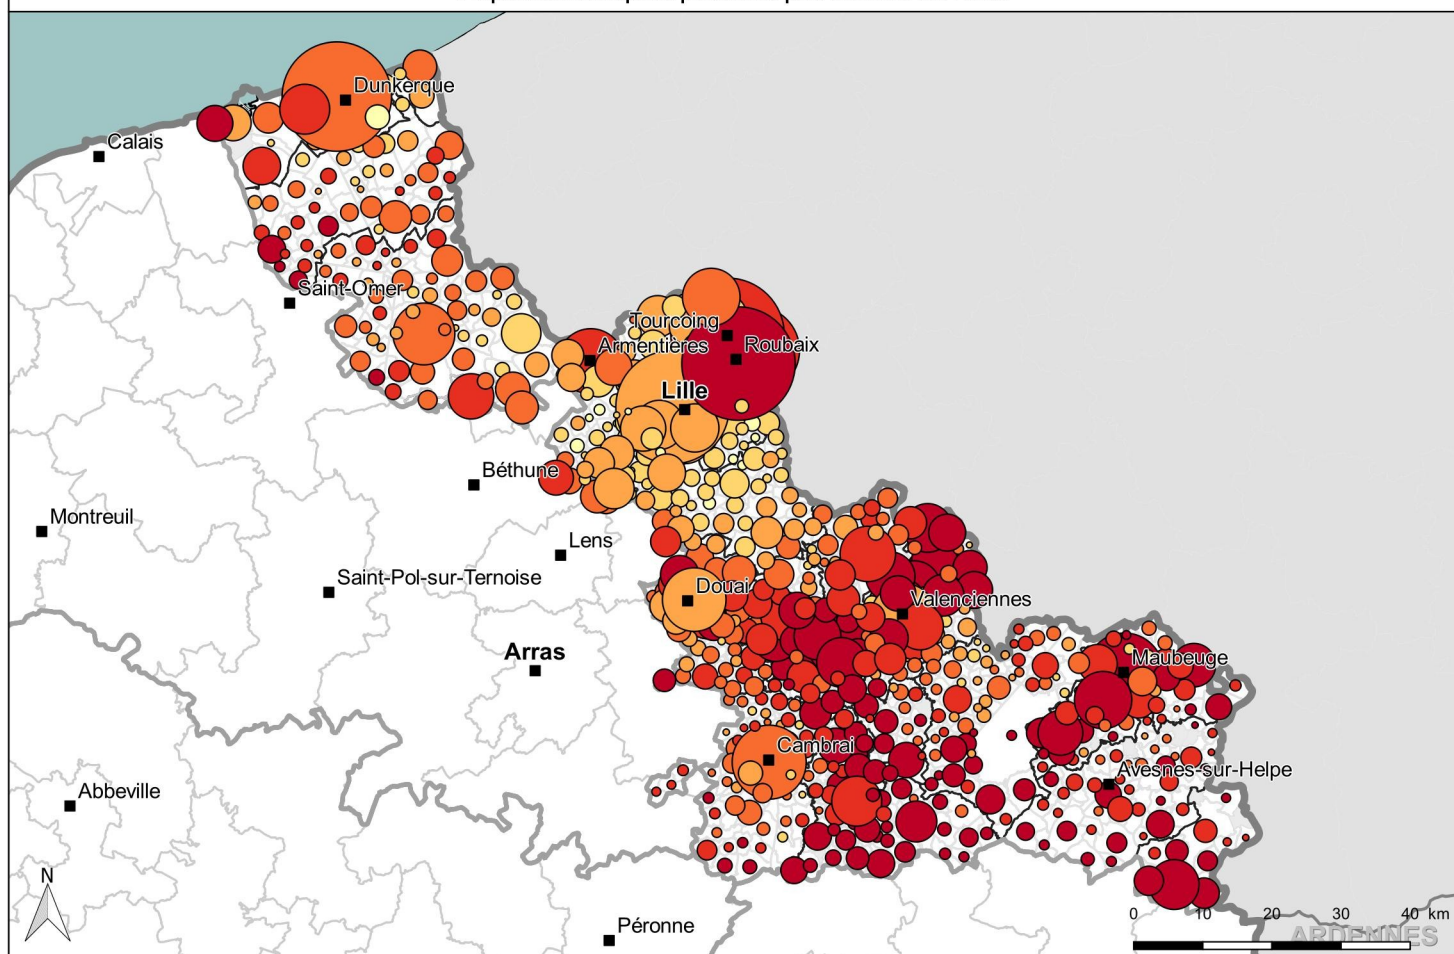 Dunkerque
Calais
Saint-Omer
Tourcoing
Armentières
Roubaix
Lille
Béthune
Montreuil
Lens
Saint-Pol-sur-Ternoise
Douai
Valenciennes
Arras
Maubeuge
Cambrai
Avesnes-sur-Helpe
Abbeville
N
Péronne
0 10 20 30 40 km
ARDENNES